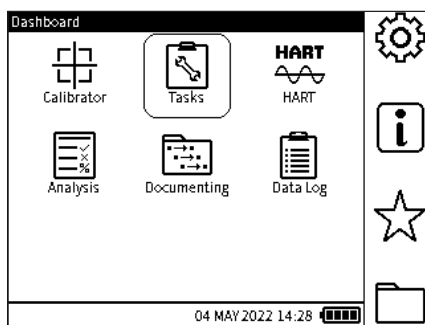 Dashboard
HART
Calibrator Tasks HART
✓
×
%
Analysis Documenting Data Log
i
04 MAY 2022 14:28